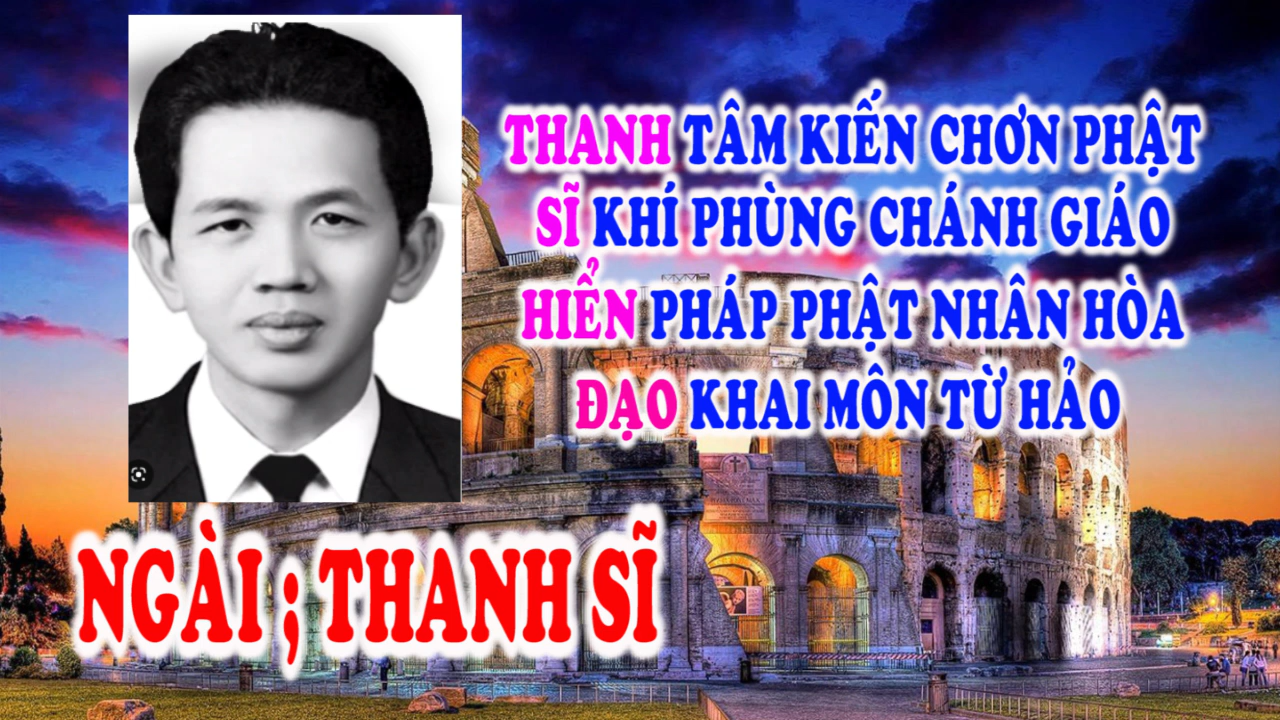 THANH TÂM KIẾN CHƠN PHẬT
SĨ KHÍ PHÙNG CHÁNH GIÁO
HIỂN PHÁP PHẬT NHÂN HÒA
ĐẠO KHAI MÔN TỪ HẢO
NGÀI ; THANH SĨ